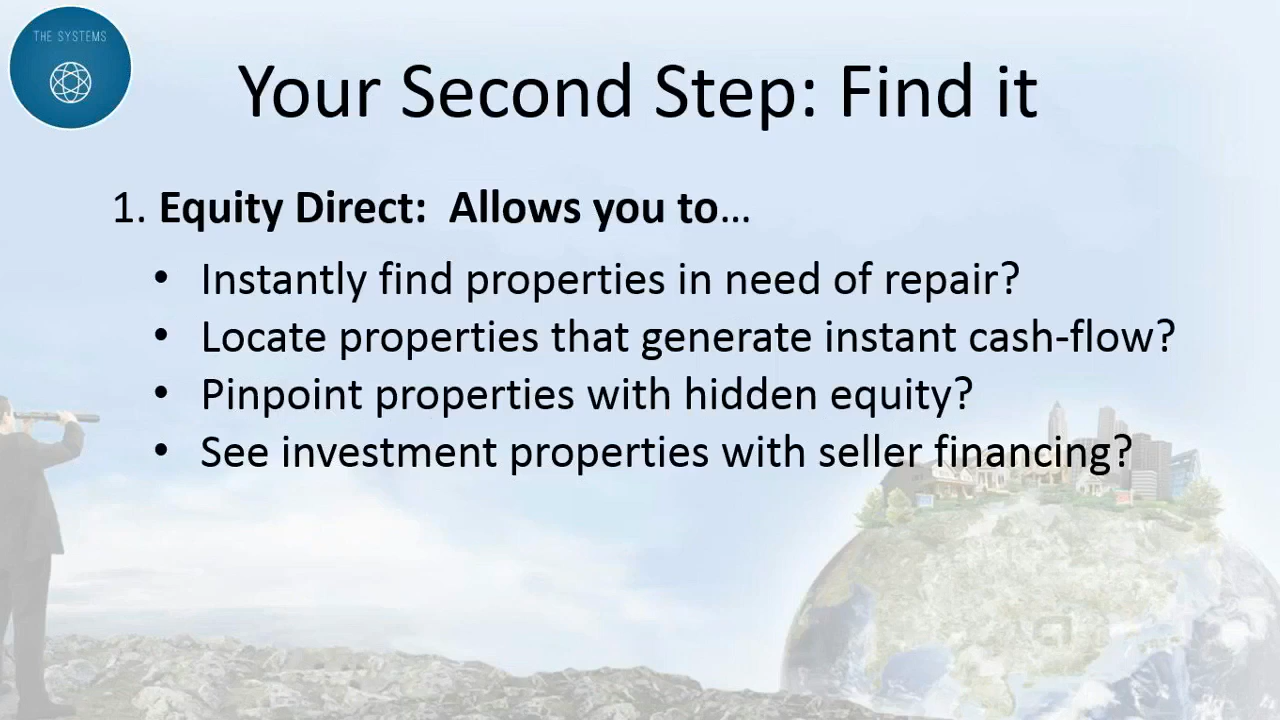 THE SYSTEMS
Your Second Step: Find it
1. Equity Direct:  Allows you to…
• Instantly find properties in need of repair?
• Locate properties that generate instant cash-flow?
• Pinpoint properties with hidden equity?
• See investment properties with seller financing?